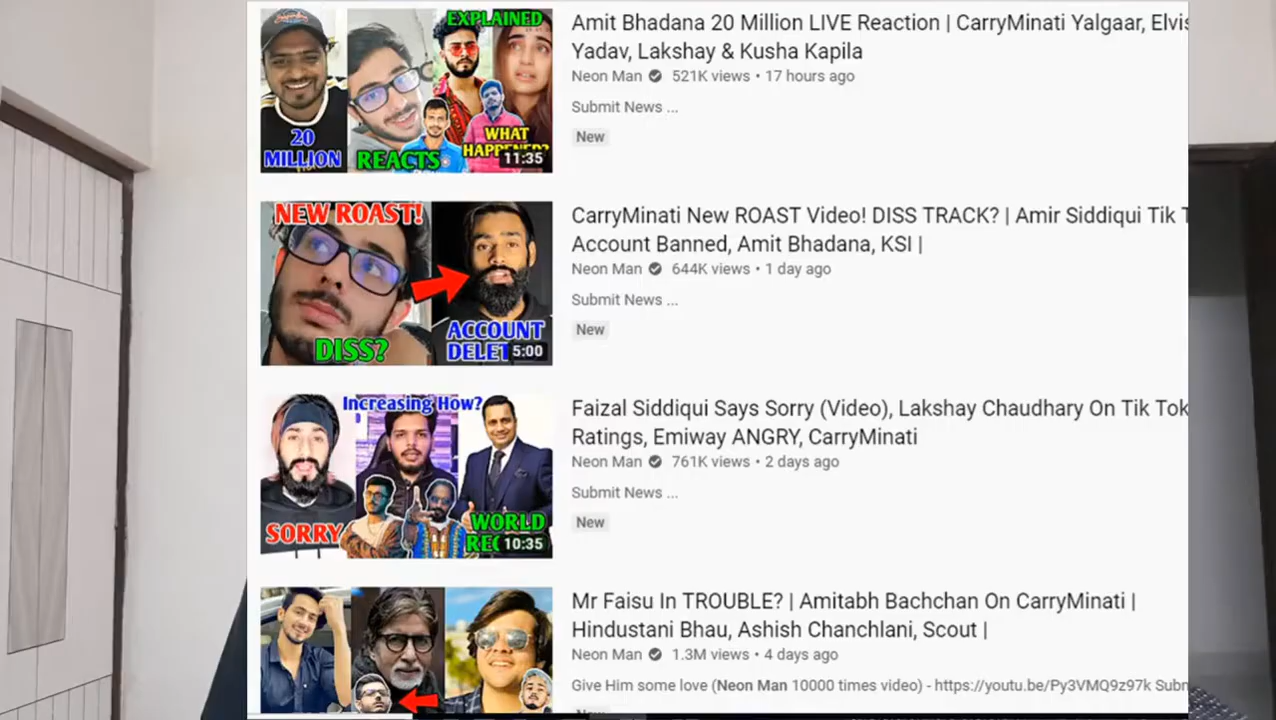 EXPLAINED
20
MILLION
REACTS
WHAT
HAPPENED?
11:35
Amit Bhadana 20 Million LIVE Reaction | CarryMinati Yalgaar, Elvis
Yadav, Lakshay & Kusha Kapila
Neon Man 521K views • 17 hours ago
Submit News ...
New
NEW ROAST!
DISS?
ACCOUNT
5:00
CarryMinati New ROAST Video! DISS TRACK? | Amir Siddiqui Tik T
Account Banned, Amit Bhadana, KSI |
Neon Man 644K views • 1 day ago
Submit News ...
New
Increasing How?
SORRY
WORLD
10:35
Faizal Siddiqui Says Sorry (Video), Lakshay Chaudhary On Tik Tok
Ratings, Emiway ANGRY, CarryMinati
Neon Man 761K views • 2 days ago
Submit News ...
New
Mr Faisu In TROUBLE? | Amitabh Bachchan On CarryMinati |
Hindustani Bhau, Ashish Chanchlani, Scout |
Neon Man 1.3M views • 4 days ago
Give Him some love (Neon Man 10000 times video) - https://youtu.be/Py3VMQ9z97k Subm